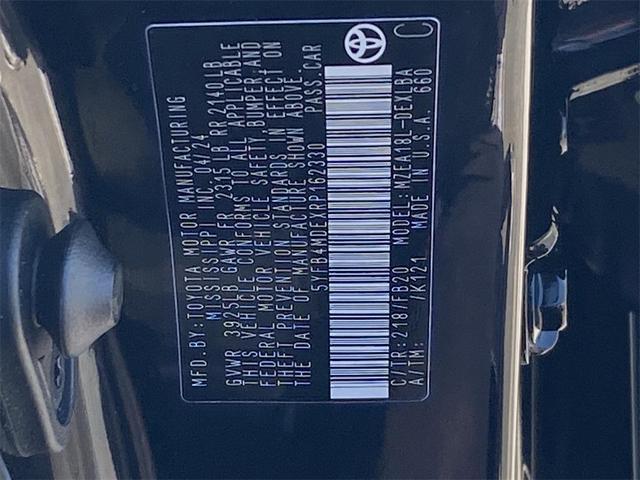 MFD.BY:TOYOTA MOTOR MANUFACTURING
MISSISSIPPI INC. 04/24
GVWR 3925LB GAWR FR 2315 LB RR 2140LB
THIS VEHICLE CONFORMS TO ALL APPLICABLE
FEDERAL MOTOR VEHICLE SAFETY, BUMPER, AND
THEFT PREVENTION STANDARDS IN EFFECT ON
THE DATE OF MANUFACTURE SHOWN ABOVE.
5YFB4MDEXRP162330 PASS.CAR
C/TR:218/FB20 MODEL:MZEA18L-DEXLBA
A/TM: /K121 MADE IN U.S.A. 660
C